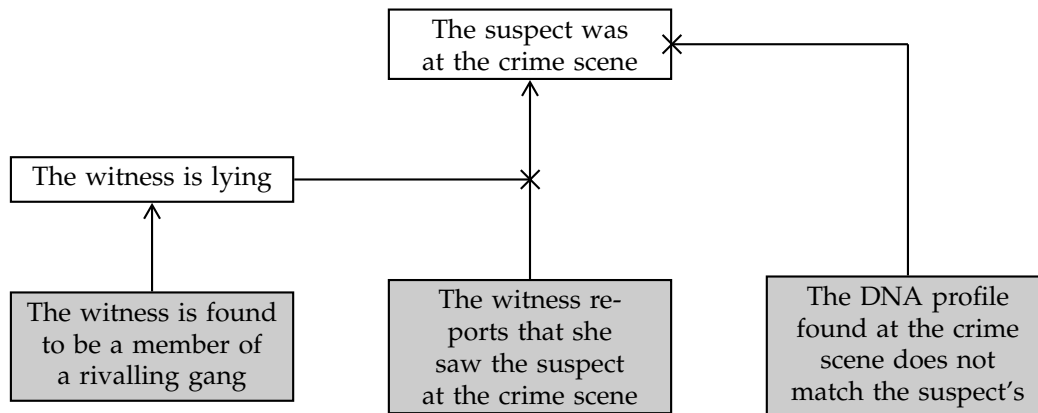 The suspect was
at the crime scene
The witness is lying
The witness is found
to be a member of
a rivalling gang
The witness re-
ports that she
saw the suspect
at the crime scene
The DNA profile
found at the crime
scene does not
match the suspect's